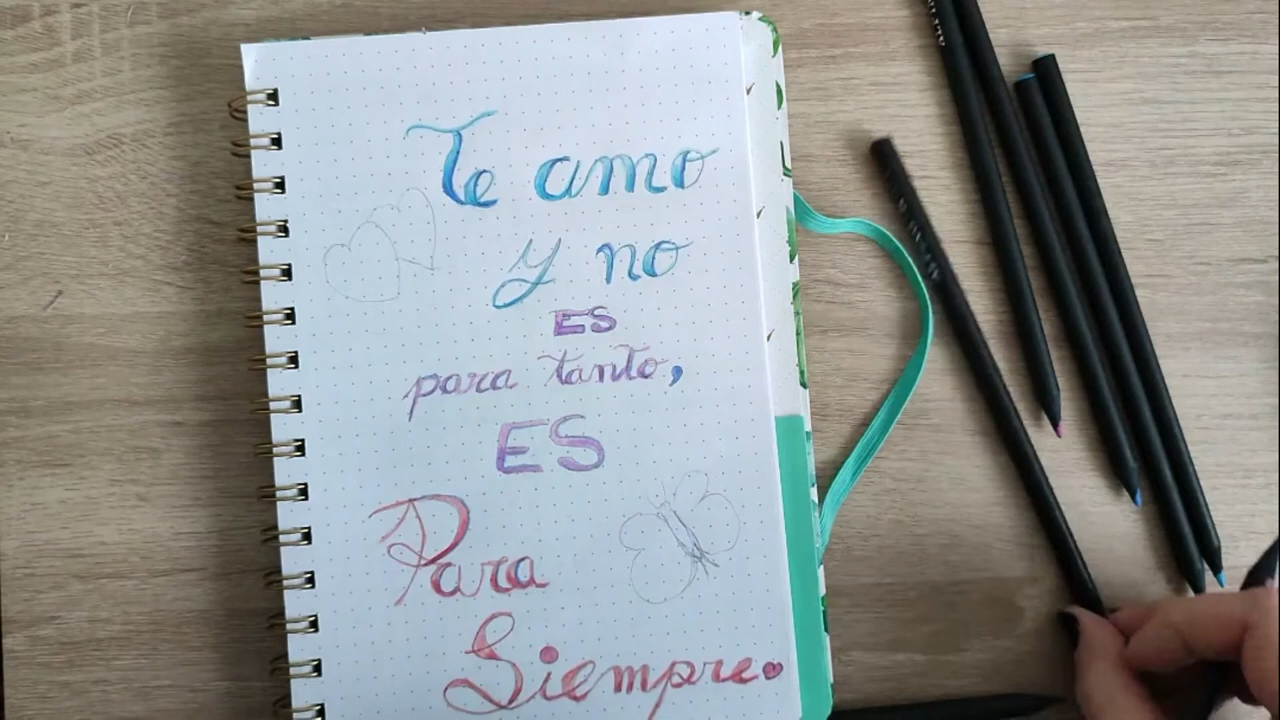 Te amo
y no
ES
para tanto,
ES
Para
Siempre.